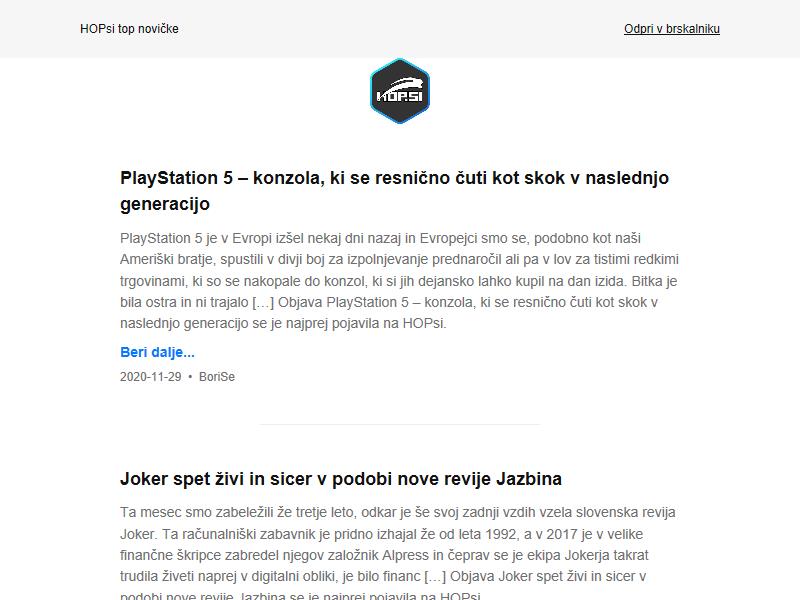 HOPsi top novičke
Odpri v brskalniku
HOP.SI
PlayStation 5 – konzola, ki se resnično čuti kot skok v naslednjo
generacijo
PlayStation 5 je v Evropi izšel nekaj dni nazaj in Evropejci smo se, podobno kot naši
Ameriški bratje, spustili v divji boj za izpolnjevanje prednaročil ali pa v lov za tistimi redkimi
trgovinami, ki so se nakopale do konzol, ki si jih dejansko lahko kupil na dan izida. Bitka je
bila ostra in ni trajalo […] Objava PlayStation 5 – konzola, ki se resnično čuti kot skok v
naslednjo generacijo se je najprej pojavila na HOPsi.
Beri dalje...
2020-11-29 • BoriSe
Joker spet živi in sicer v podobi nove revije Jazbina
Ta mesec smo zabeležili že tretje leto, odkar je še svoj zadnji vzdih vzela slovenska revija
Joker. Ta računalniški zabavnik je pridno izhajal že od leta 1992, a v 2017 je v velike
finančne škripce zabredel njegov založnik Alpress in čeprav se je ekipa Jokerja takrat
trudila živeti naprej v digitalni obliki, je bilo financ […] Objava Joker spet živi in sicer v
podobi nove revije Jazbina se je najprej pojavila na HOPsi.